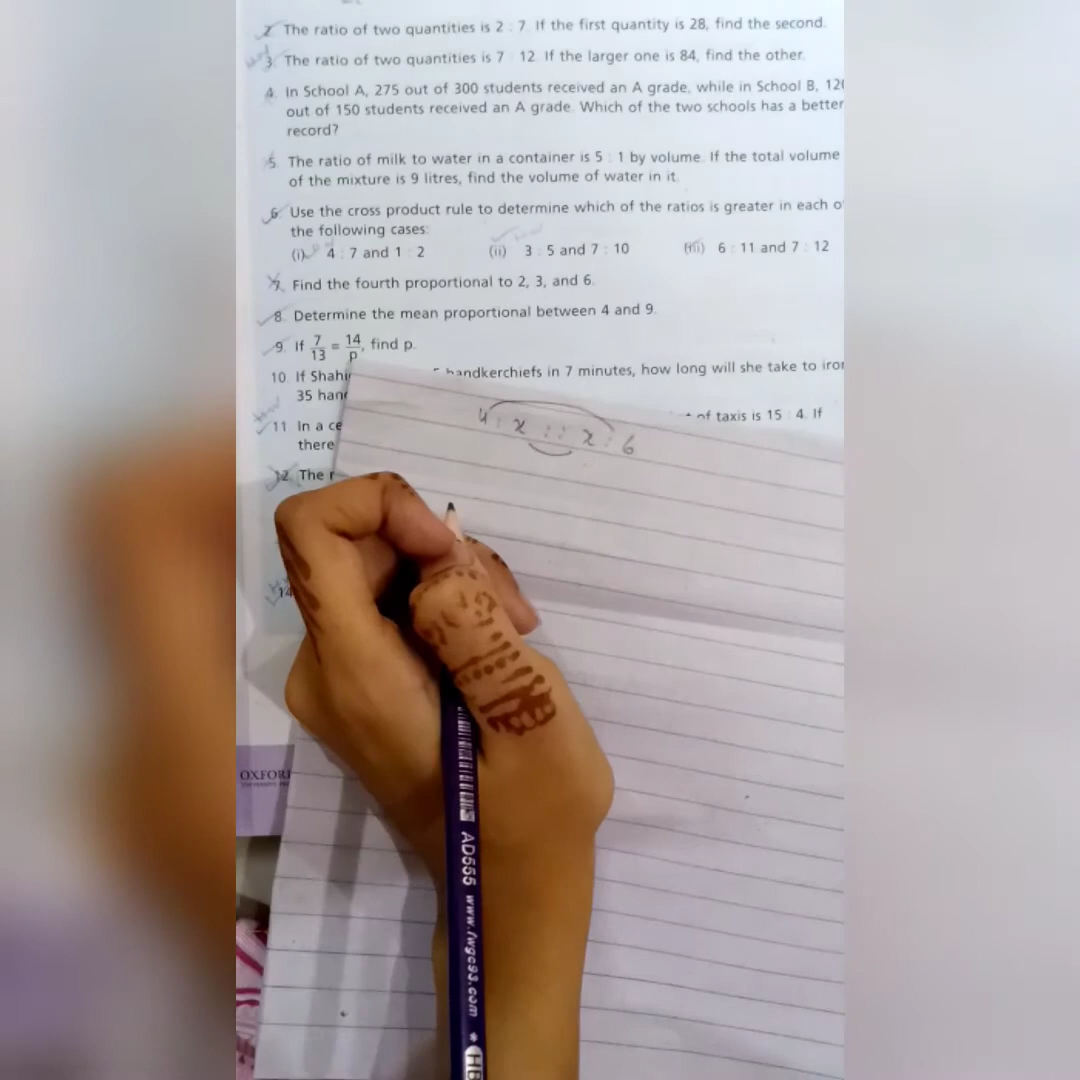 2. The ratio of two quantities is 2 : 7. If the first quantity is 28, find the second.
3. The ratio of two quantities is 7 : 12. If the larger one is 84, find the other.
4. In School A, 275 out of 300 students received an A grade, while in School B, 120
out of 150 students received an A grade. Which of the two schools has a better
record?
5. The ratio of milk to water in a container is 5 : 1 by volume. If the total volume
of the mixture is 9 litres, find the volume of water in it.
6. Use the cross product rule to determine which of the ratios is greater in each o
the following cases:
(i) 4 : 7 and 1 : 2 (ii) 3 : 5 and 7 : 10 (iii) 6 : 11 and 7 : 12
7. Find the fourth proportional to 2, 3, and 6.
8. Determine the mean proportional between 4 and 9.
9. If 7/13 = 14/p, find p.
10. If Shahi handkerchiefs in 7 minutes, how long will she take to iron
35 han
11. In a ce of taxis is 15 : 4. If
there
4 : x :: x : 6
12. The r
14
OXFOR
AD555 www.fwgc93.com * HB